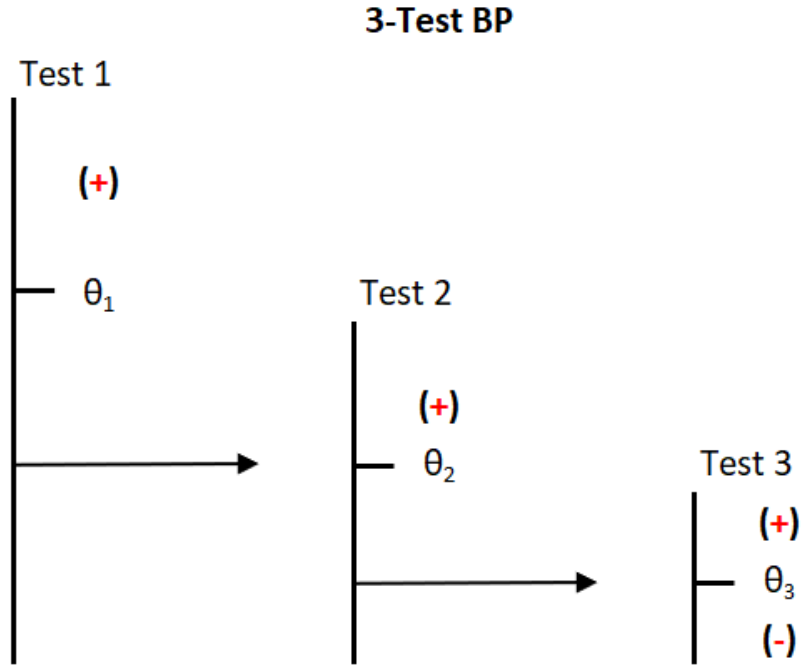 3-Test BP
Test 1
(+)
θ₁
Test 2
(+)
θ₂
Test 3
(+)
θ₃
(-)